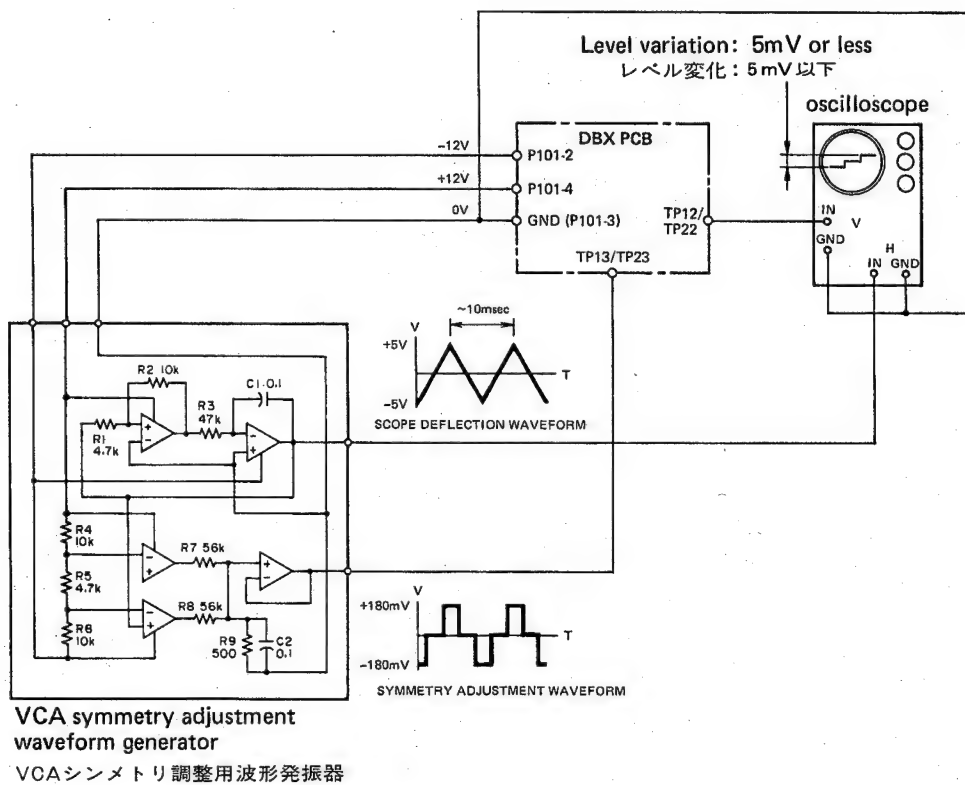 Level variation: 5mV or less
レベル変化：5mV以下
oscilloscope
DBX PCB
-12V
P101-2
+12V
P101-4
0V
GND (P101-3)
TP12/
TP22
TP13/TP23
IN
V
GND
H
IN
GND
~10msec
V
+5V
T
-5V
SCOPE DEFLECTION WAVEFORM
R2 10k
C1 0.1
R3
47k
R1
4.7k
+
-
-
+
R4
10k
R5
4.7k
R6
10k
R7 56k
R8 56k
-
+
-
+
+
-
R9
500
C2
0.1
V
+180mV
T
-180mV
SYMMETRY ADJUSTMENT WAVEFORM
VCA symmetry adjustment
waveform generator
VCAシンメトリ調整用波形発振器